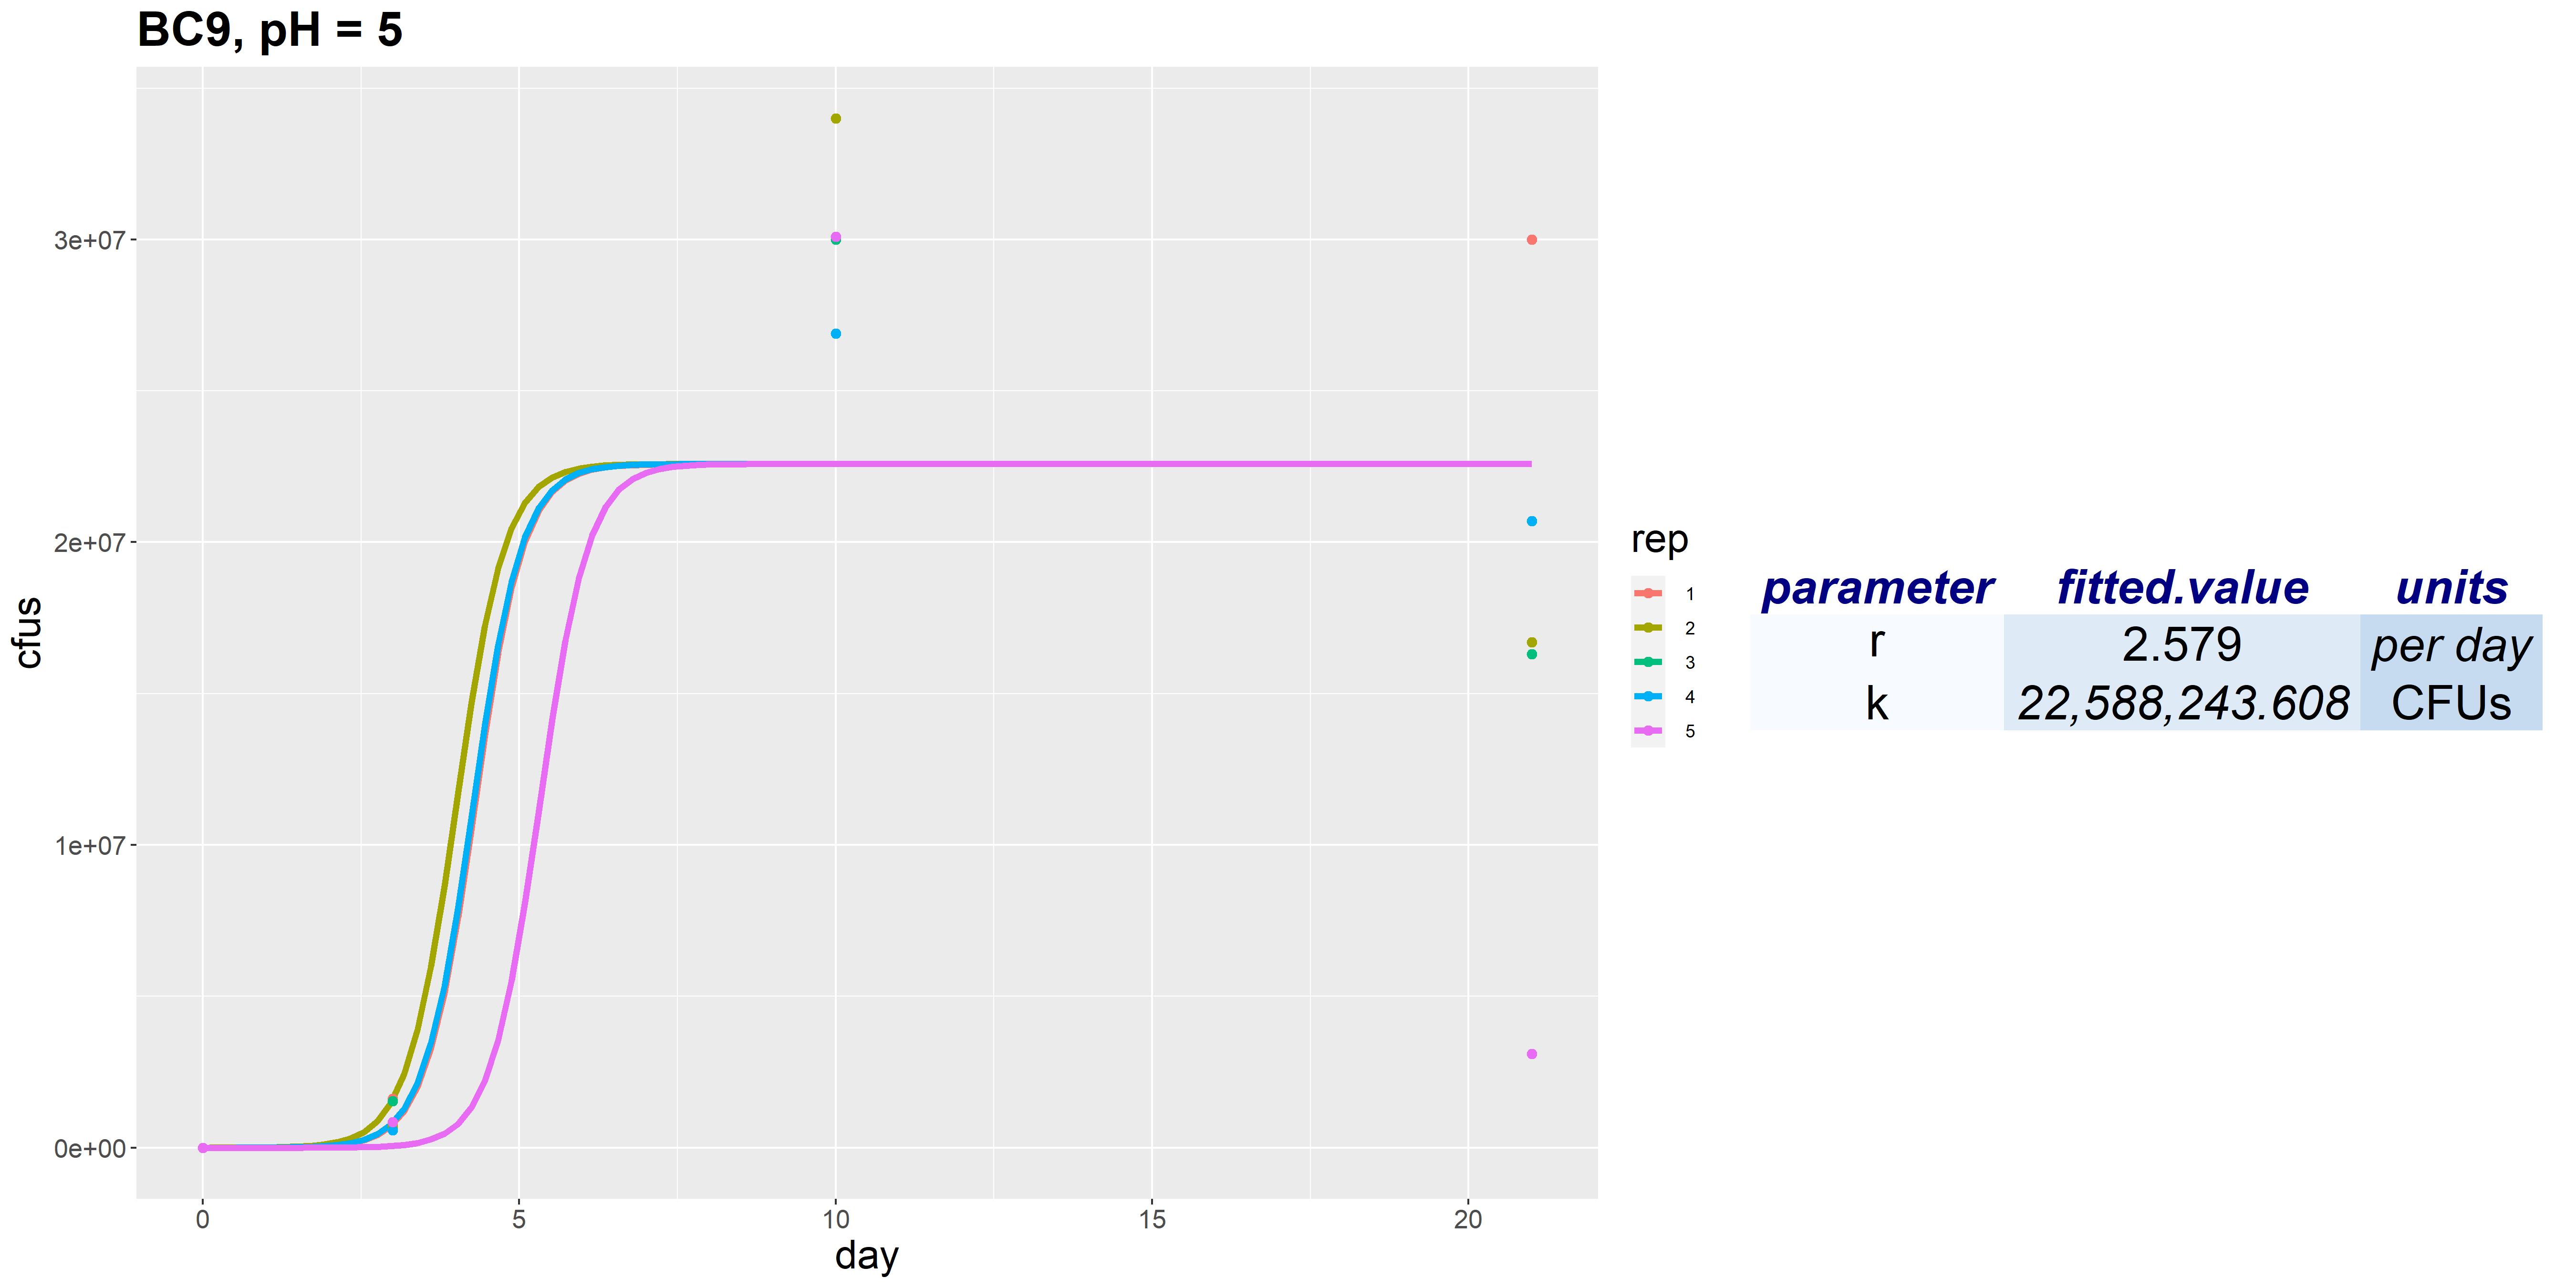 BC9, pH = 5
cfus
3e+07
2e+07
1e+07
0e+00
0 5 10 15 20
day
rep
1
2
3
4
5
parameter fitted.value units
r 2.579 per day
k 22,588,243.608 CFUs